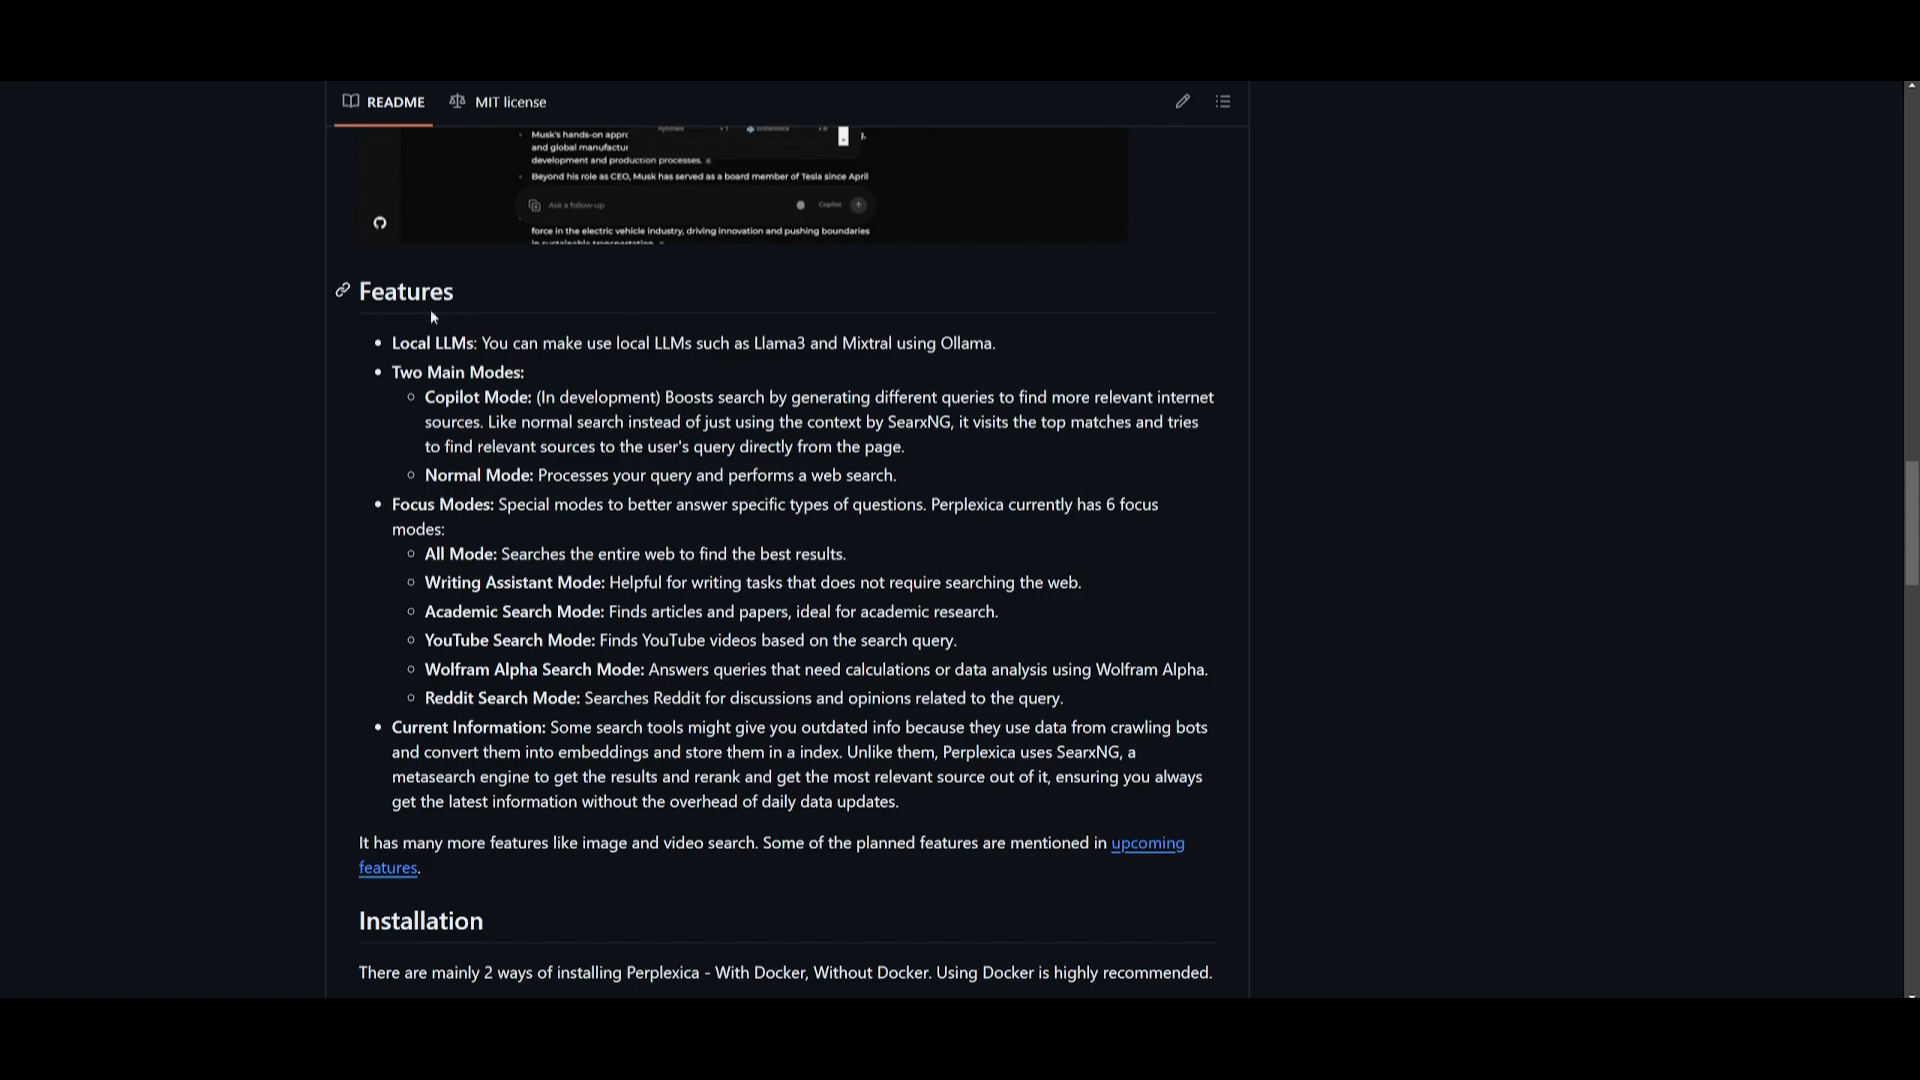 README MIT license
Musk's hands-on appr
and global manufactur
development and production processes.
Beyond his role as CEO, Musk has served as a board member of Tesla since April
Ask a follow-up Copilot
force in the electric vehicle industry, driving innovation and pushing boundaries
Features
Local LLMs: You can make use local LLMs such as Llama3 and Mixtral using Ollama.
Two Main Modes:
Copilot Mode: (In development) Boosts search by generating different queries to find more relevant internet
sources. Like normal search instead of just using the context by SearxNG, it visits the top matches and tries
to find relevant sources to the user's query directly from the page.
Normal Mode: Processes your query and performs a web search.
Focus Modes: Special modes to better answer specific types of questions. Perplexica currently has 6 focus
modes:
All Mode: Searches the entire web to find the best results.
Writing Assistant Mode: Helpful for writing tasks that does not require searching the web.
Academic Search Mode: Finds articles and papers, ideal for academic research.
YouTube Search Mode: Finds YouTube videos based on the search query.
Wolfram Alpha Search Mode: Answers queries that need calculations or data analysis using Wolfram Alpha.
Reddit Search Mode: Searches Reddit for discussions and opinions related to the query.
Current Information: Some search tools might give you outdated info because they use data from crawling bots
and convert them into embeddings and store them in a index. Unlike them, Perplexica uses SearxNG, a
metasearch engine to get the results and rerank and get the most relevant source out of it, ensuring you always
get the latest information without the overhead of daily data updates.
It has many more features like image and video search. Some of the planned features are mentioned in upcoming
features.
Installation
There are mainly 2 ways of installing Perplexica - With Docker, Without Docker. Using Docker is highly recommended.